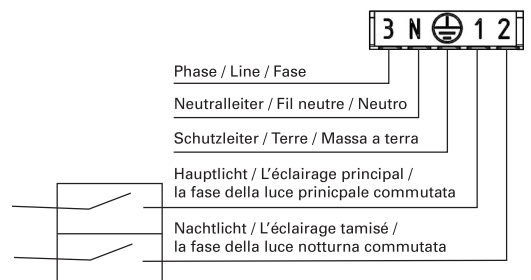 3 N 1 2
Phase / Line / Fase
Neutralleiter / Fil neutre / Neutro
Schutzleiter / Terre / Massa a terra
Hauptlicht / L'éclairage principal /
la fase della luce prinicpale commutata
Nachtlicht / L'éclairage tamisé /
la fase della luce notturna commutata